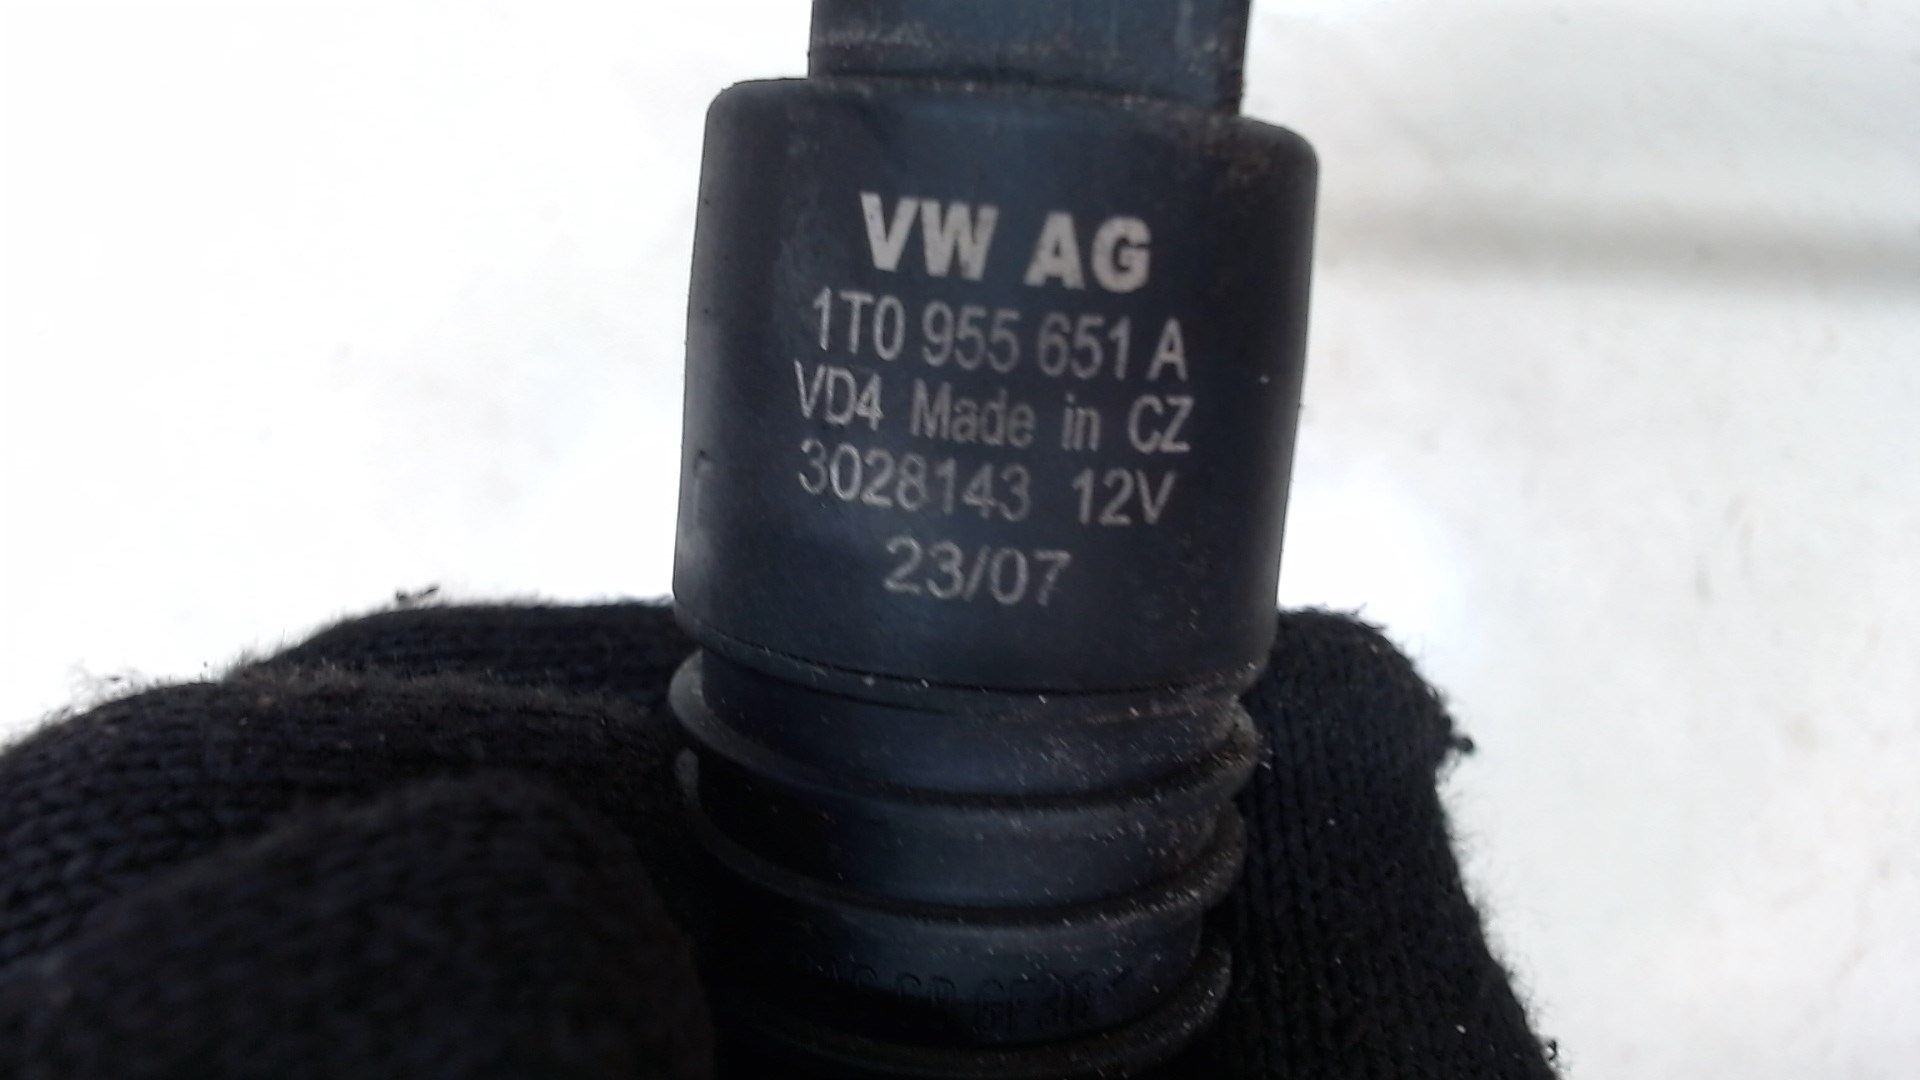 VW AG
1T0 955 651 A
VD4 Made in CZ
3028143 12V
23/07